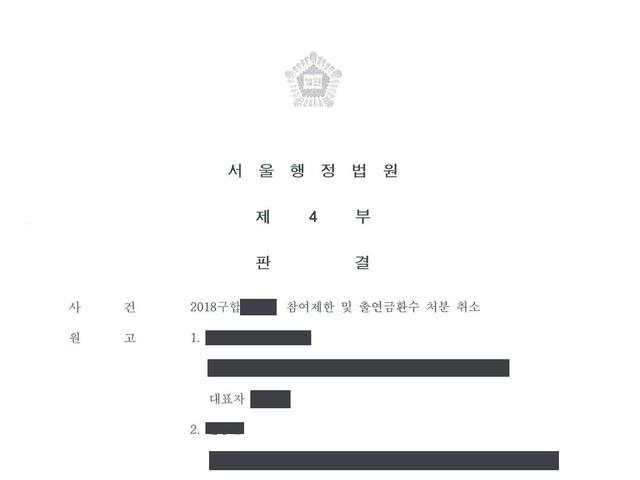 법원
서울행정법원
제 4 부
판 결
사 건 2018구합 참여제한 및 출연금환수 처분 취소
원 고 1.
대표자
2.